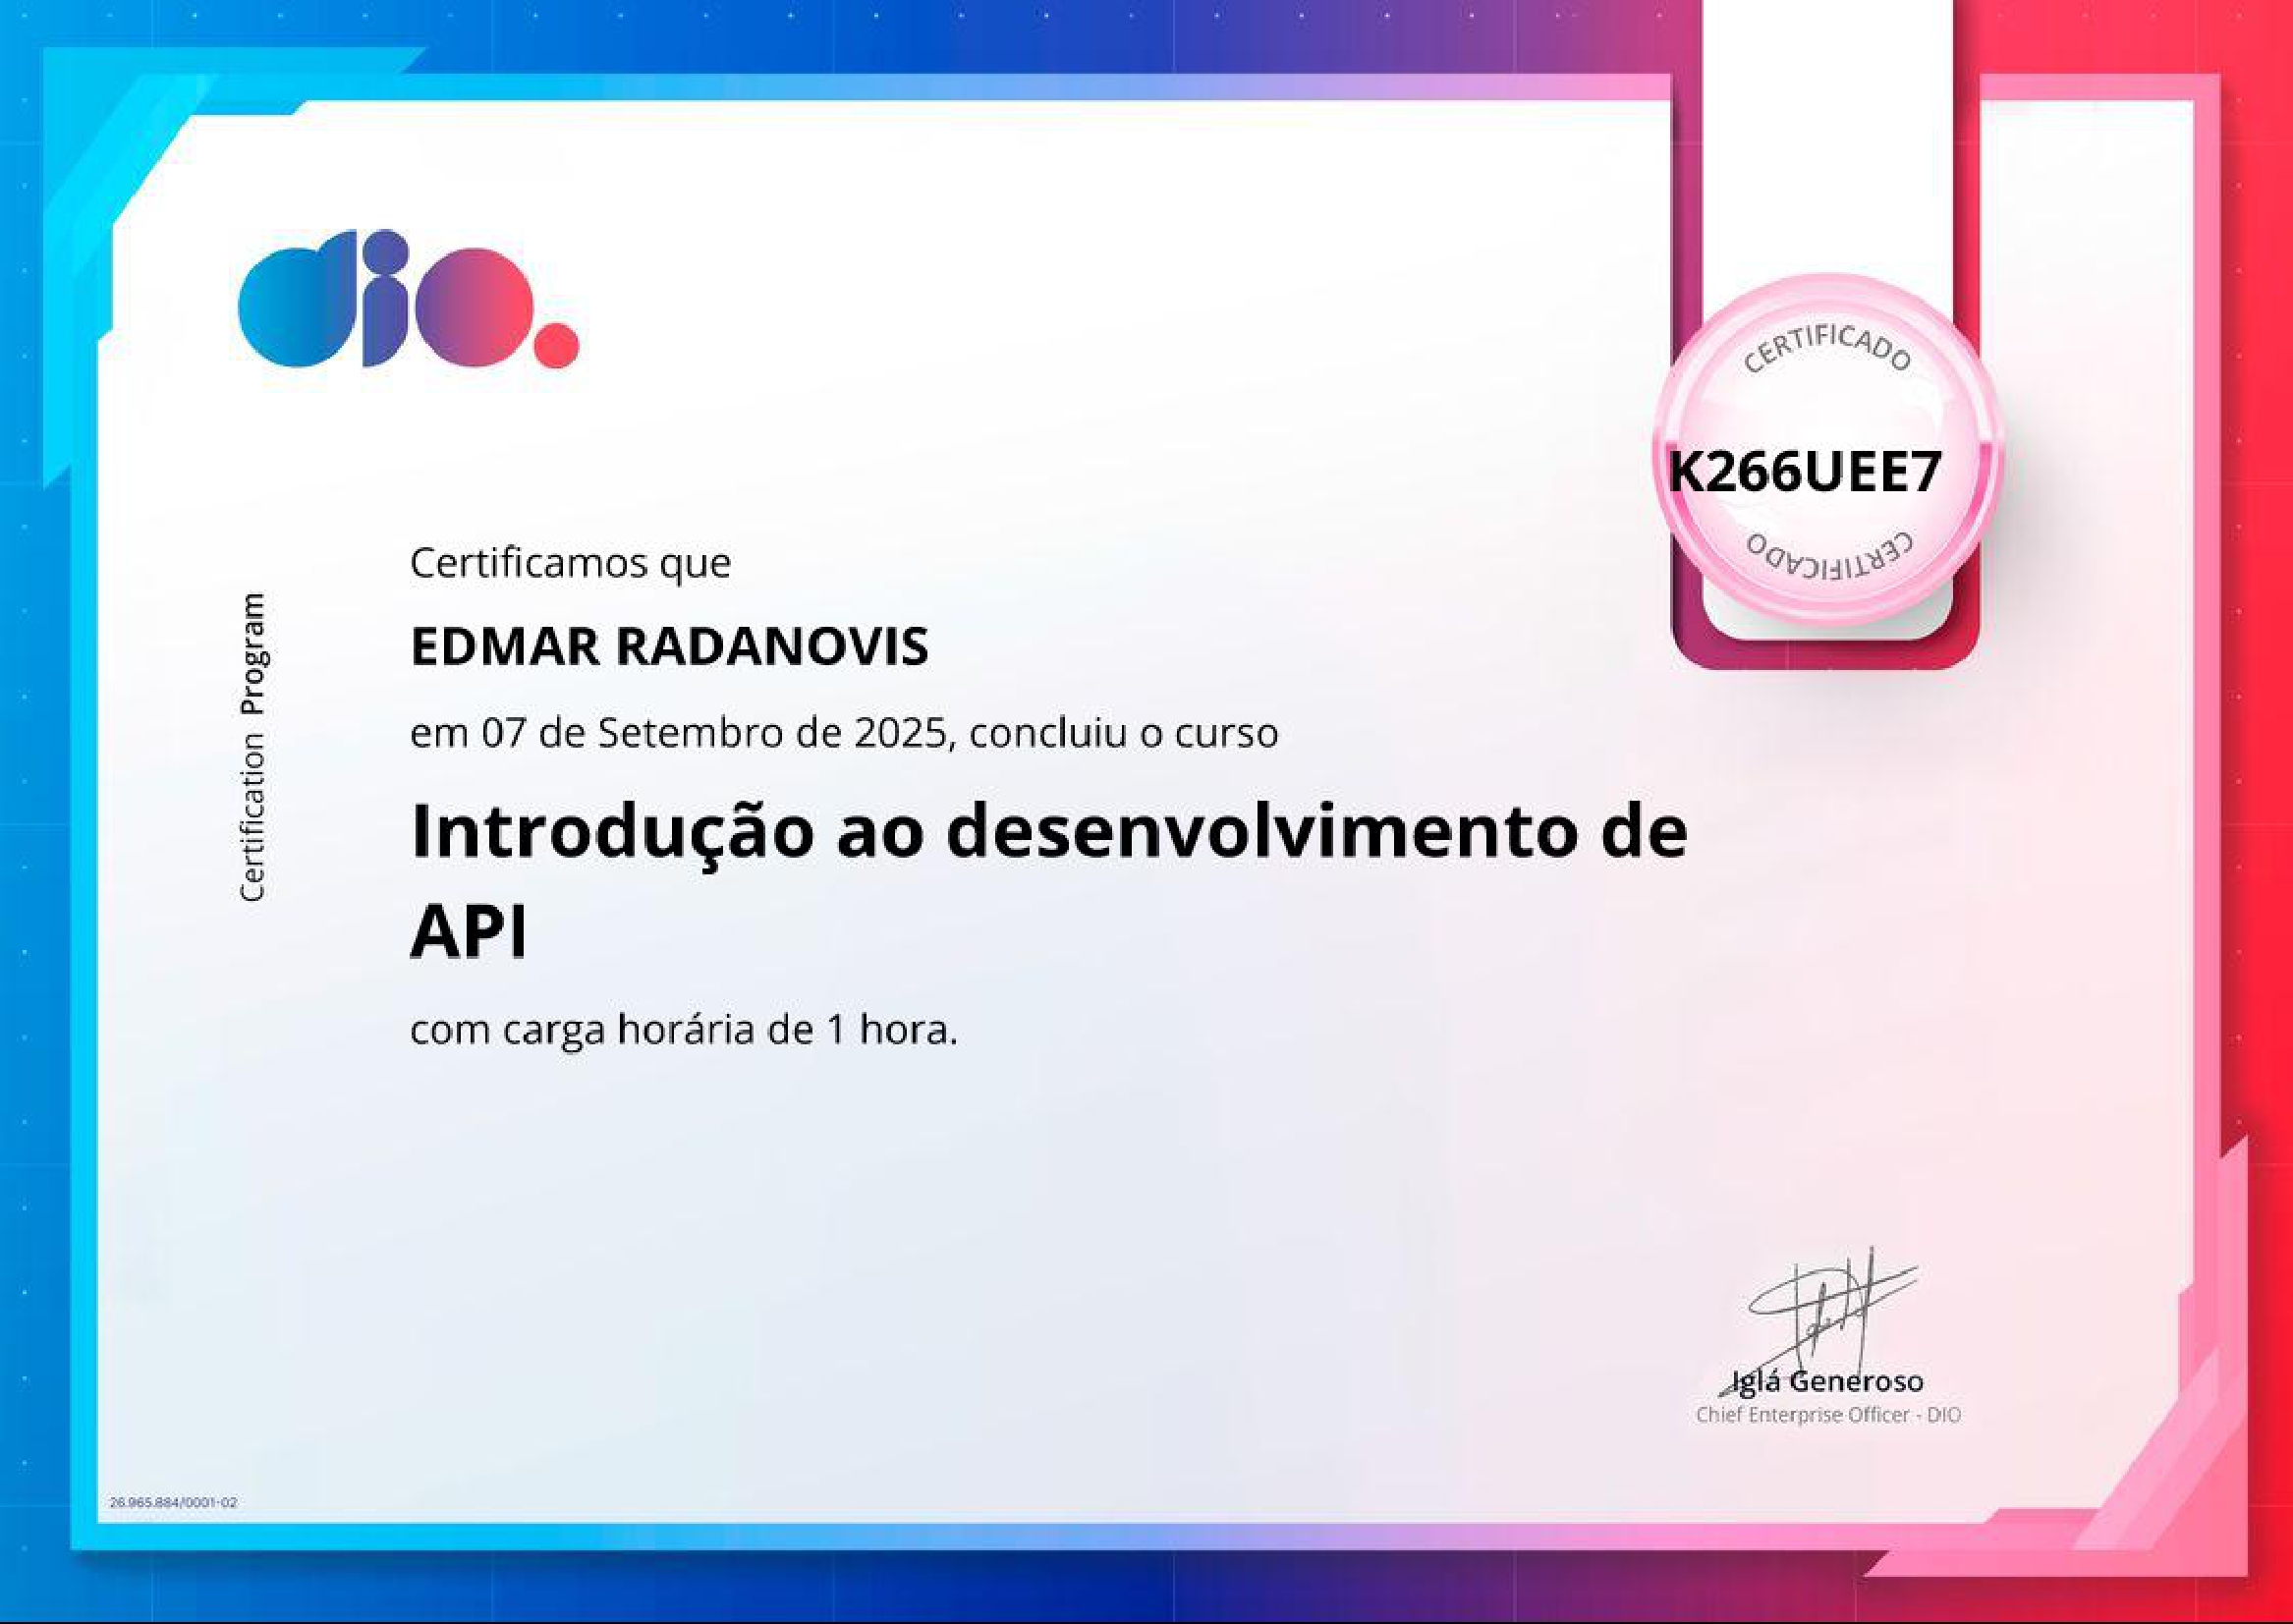 dio.
CERTIFICADO
K266UEE7
CERTIFICADO
Certification Program
Certificamos que
EDMAR RADANOVIS
em 07 de Setembro de 2025, concluiu o curso
Introdução ao desenvolvimento de
API
com carga horária de 1 hora.
Iglá Generoso
Chief Enterprise Officer - DIO
26.965.884/0001-02